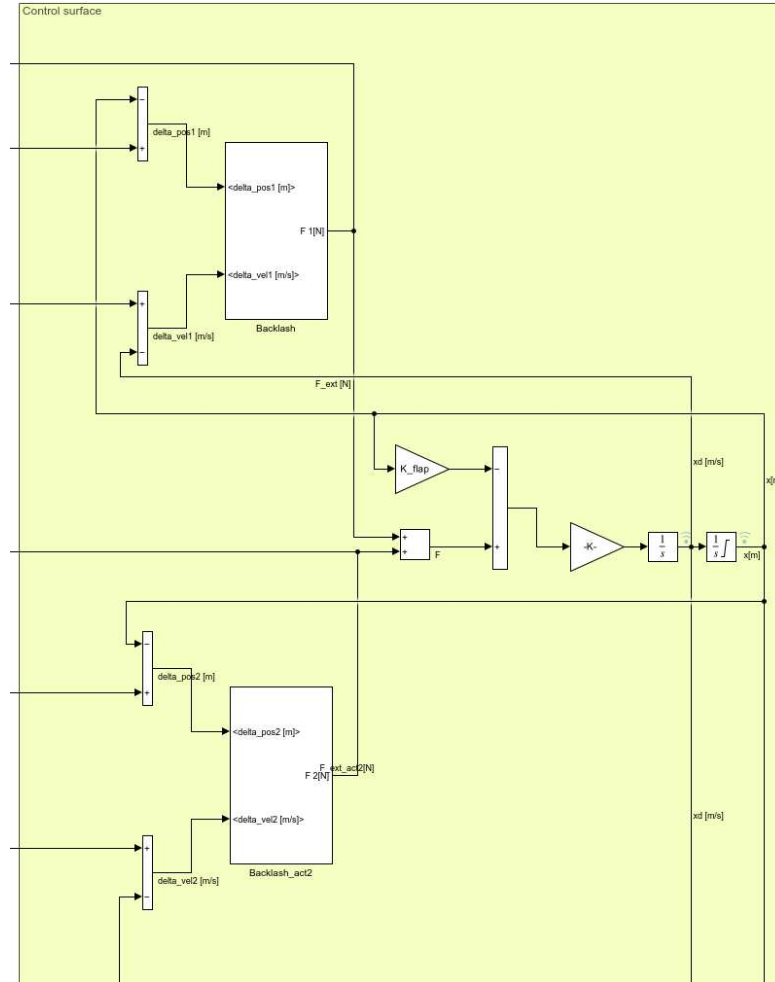 Control surface
−
delta_pos1 [m]
+
<delta_pos1 [m]>
F 1[N]
<delta_vel1 [m/s]>
+
Backlash
delta_vel1 [m/s]
−
F_ext [N]
xd [m/s]
K_flap
−
x[m
+
+
F
+
-K-
1
s
1
s
x[m]
−
delta_pos2 [m]
+
<delta_pos2 [m]>
F_ext_act2[N]
F 2[N]
<delta_vel2 [m/s]>
xd [m/s]
+
Backlash_act2
delta_vel2 [m/s]
−